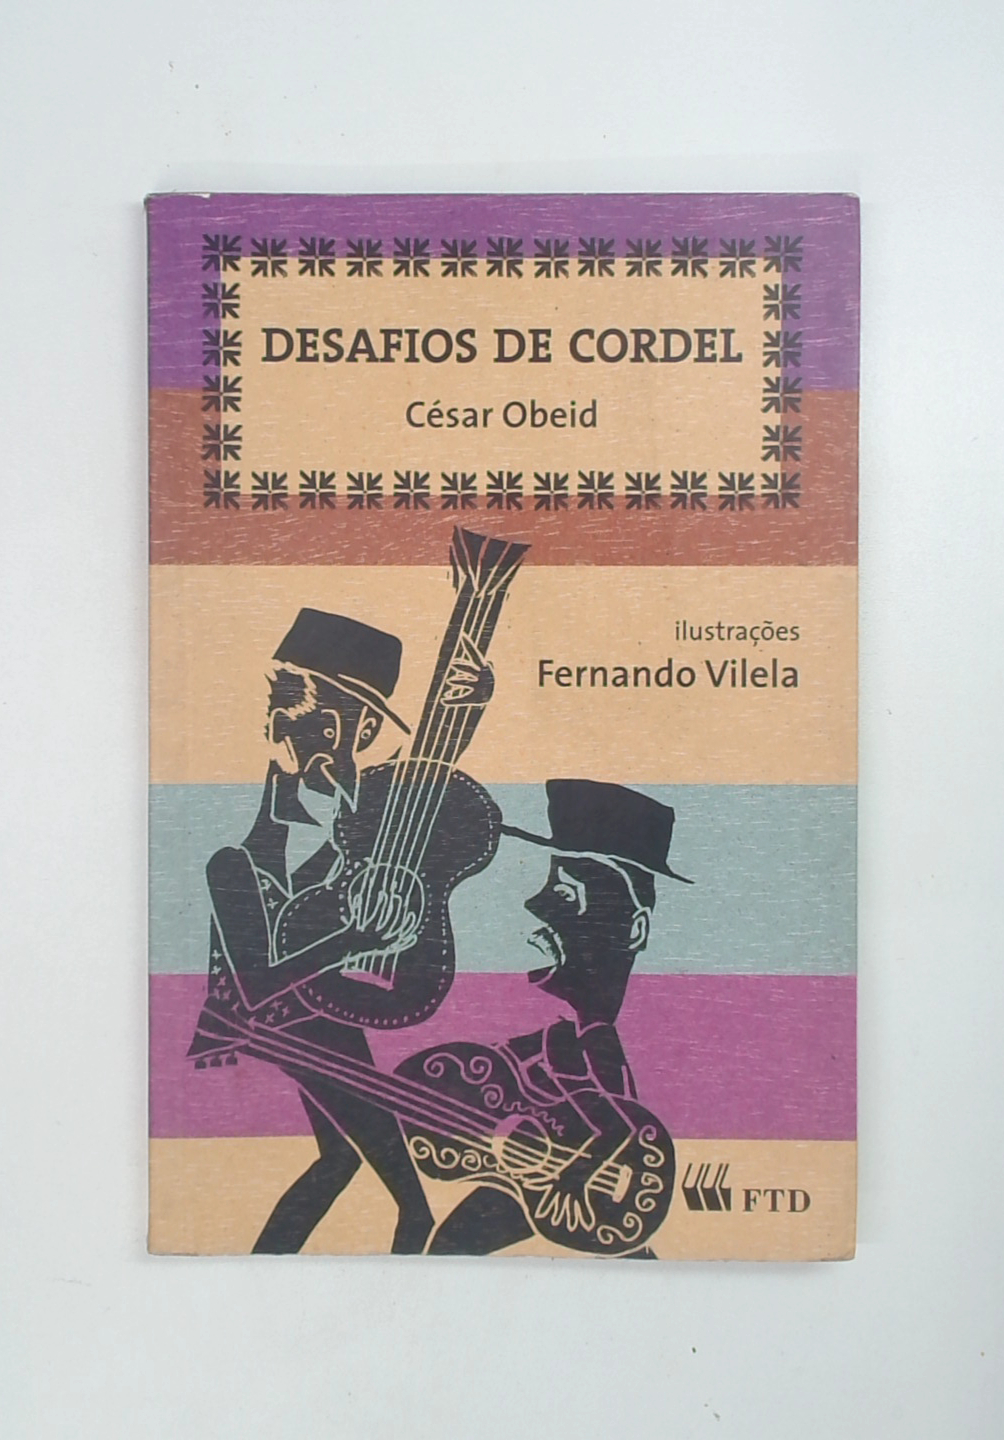 DESAFIOS DE CORDEL
César Obeid
ilustrações
Fernando Vilela
FTD